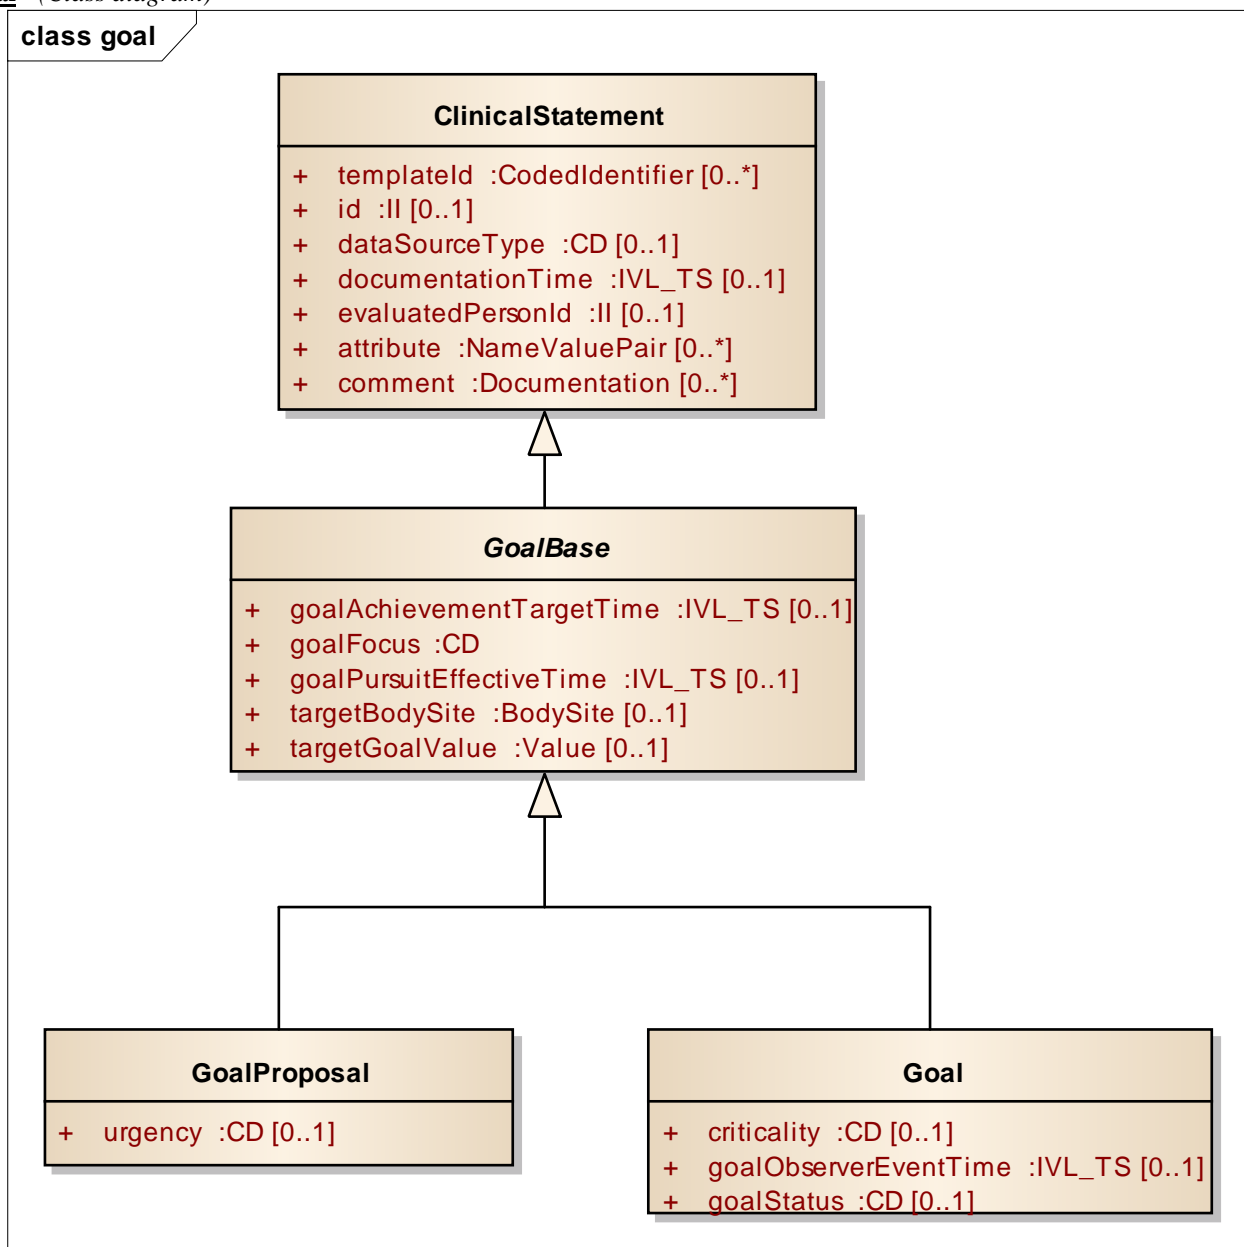 (Class diagram)
class goal
ClinicalStatement
+ templateId :CodedIdentifier [0..*]
+ id :II [0..1]
+ dataSourceType :CD [0..1]
+ documentationTime :IVL_TS [0..1]
+ evaluatedPersonId :II [0..1]
+ attribute :NameValuePair [0..*]
+ comment :Documentation [0..*]
GoalBase
+ goalAchievementTargetTime :IVL_TS [0..1]
+ goalFocus :CD
+ goalPursuitEffectiveTime :IVL_TS [0..1]
+ targetBodySite :BodySite [0..1]
+ targetGoalValue :Value [0..1]
GoalProposal
+ urgency :CD [0..1]
Goal
+ criticality :CD [0..1]
+ goalObserverEventTime :IVL_TS [0..1]
+ goalStatus :CD [0..1]